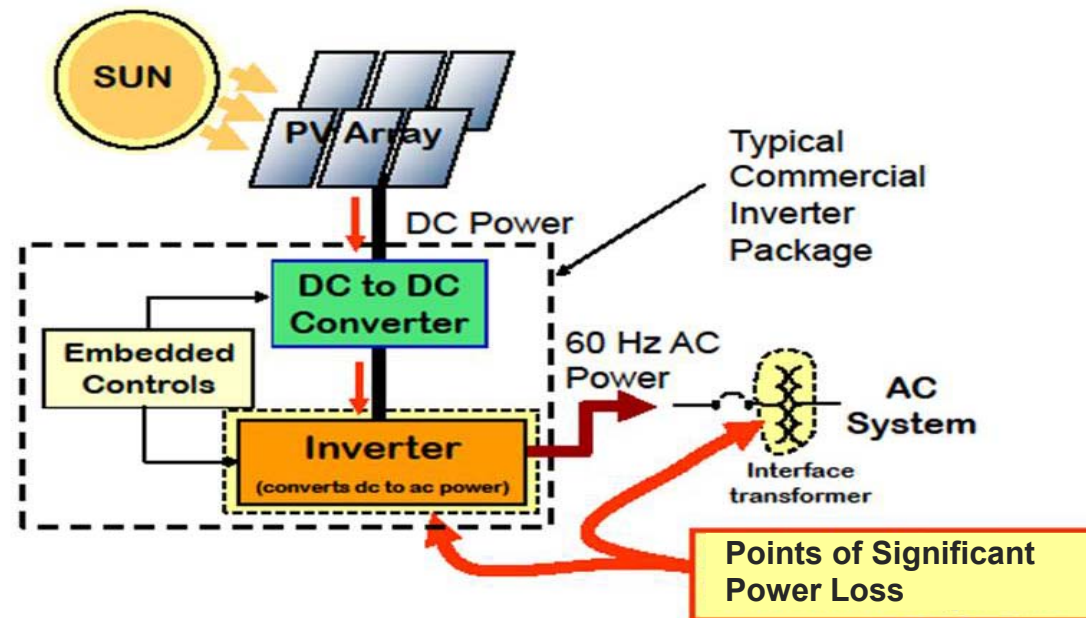 SUN
PV Array
Typical
Commercial
Inverter
Package
DC Power
DC to DC
Converter
Embedded
Controls
60 Hz AC
Power
AC
System
Inverter
(converts dc to ac power)
Interface
transformer
Points of Significant
Power Loss